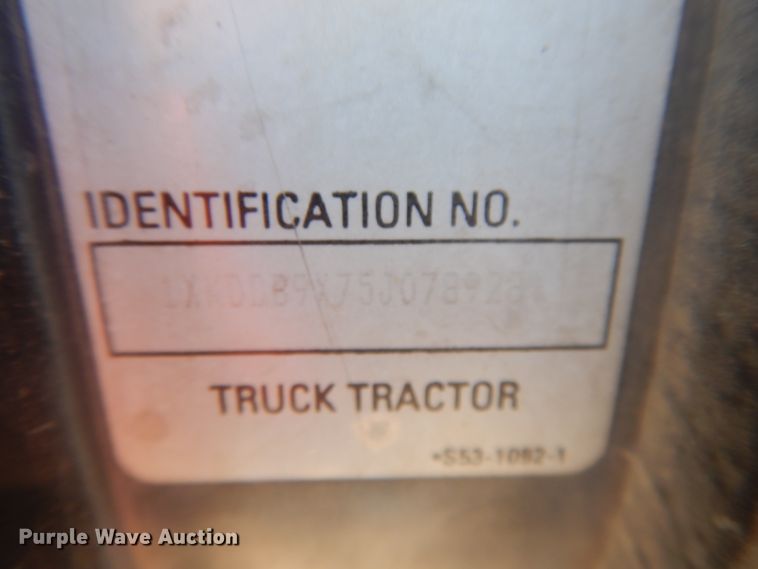 IDENTIFICATION NO.
TRUCK TRACTOR
•S53-1082-1
Purple Wave Auction